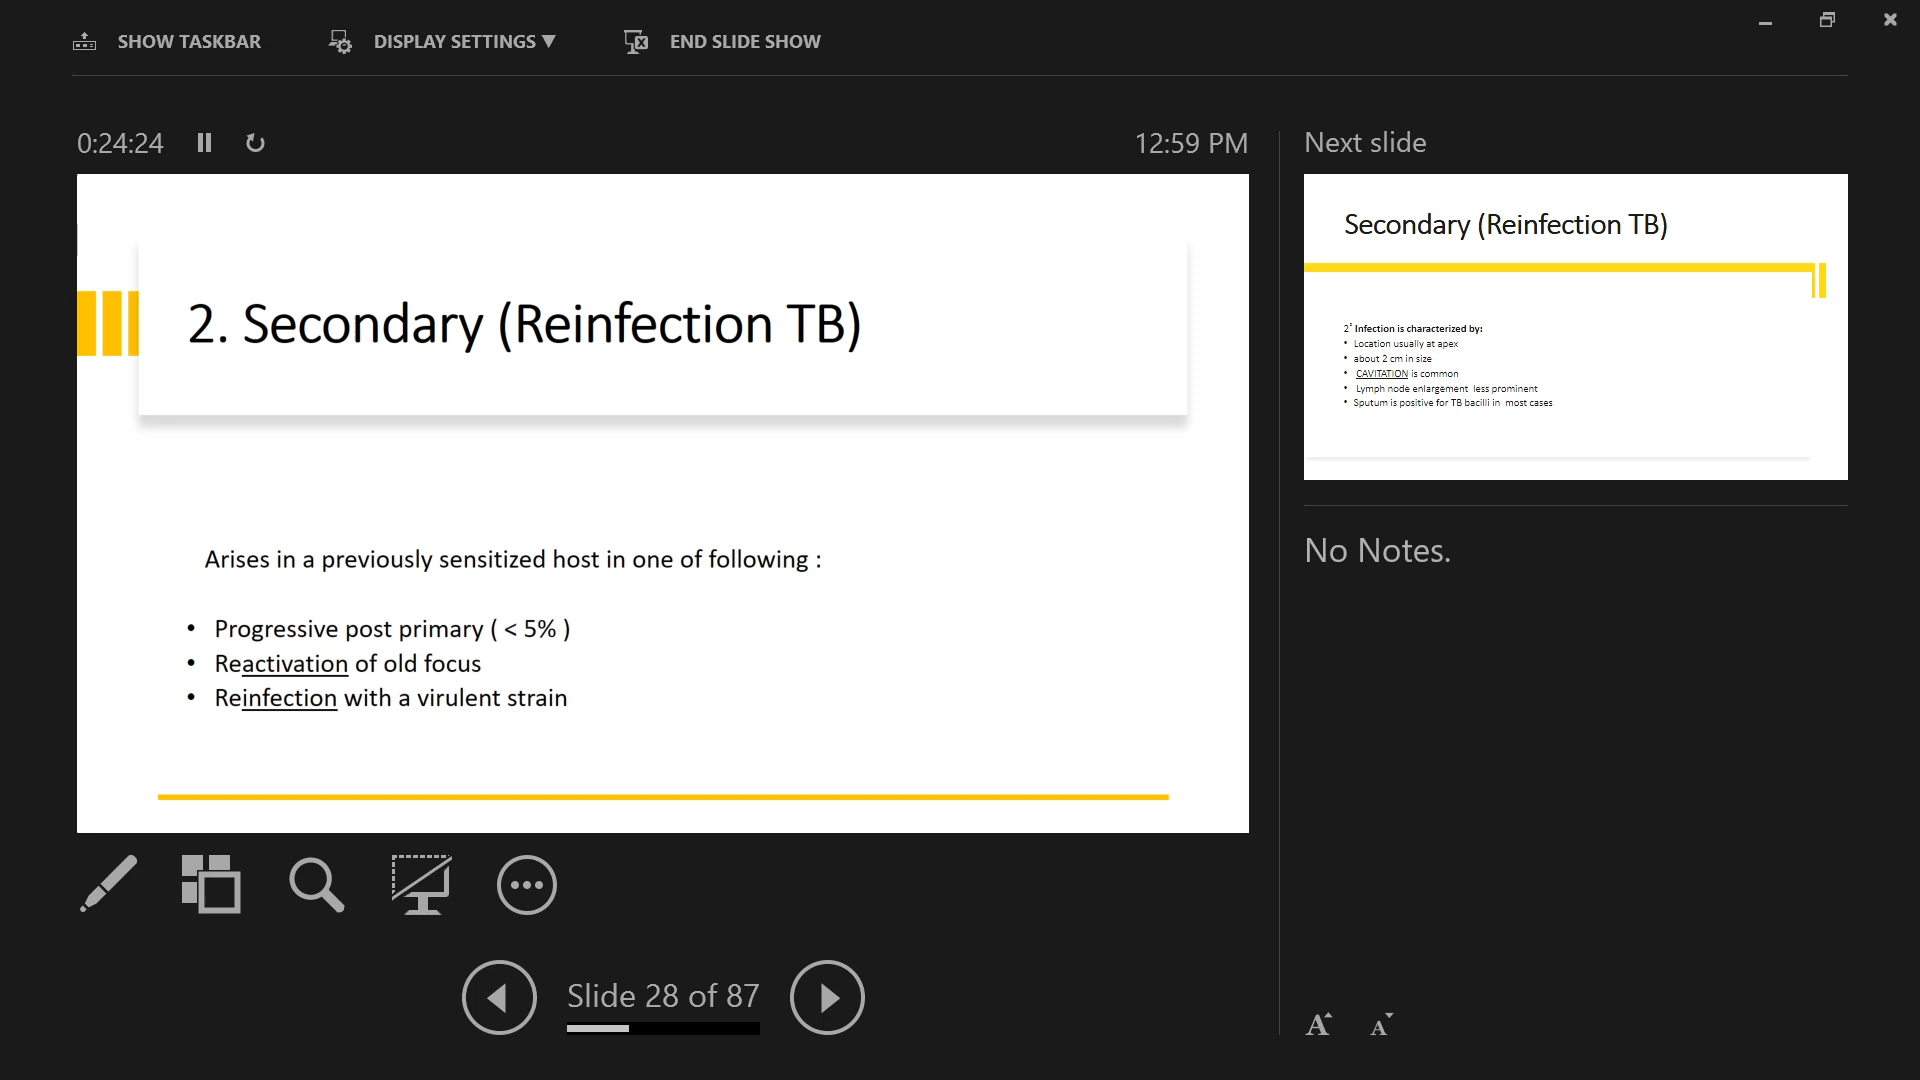 SHOW TASKBAR
DISPLAY SETTINGS ▼
END SLIDE SHOW
0:24:24
12:59 PM
2. Secondary (Reinfection TB)
Arises in a previously sensitized host in one of following :
• Progressive post primary ( < 5% )
• Reactivation of old focus
• Reinfection with a virulent strain
Slide 28 of 87
Next slide
Secondary (Reinfection TB)
2° Infection is characterized by:
• Location usually at apex
• about 2 cm in size
• CAVITATION is common
• Lymph node enlargement less prominent
• Sputum is positive for TB bacilli in most cases
No Notes.
A A